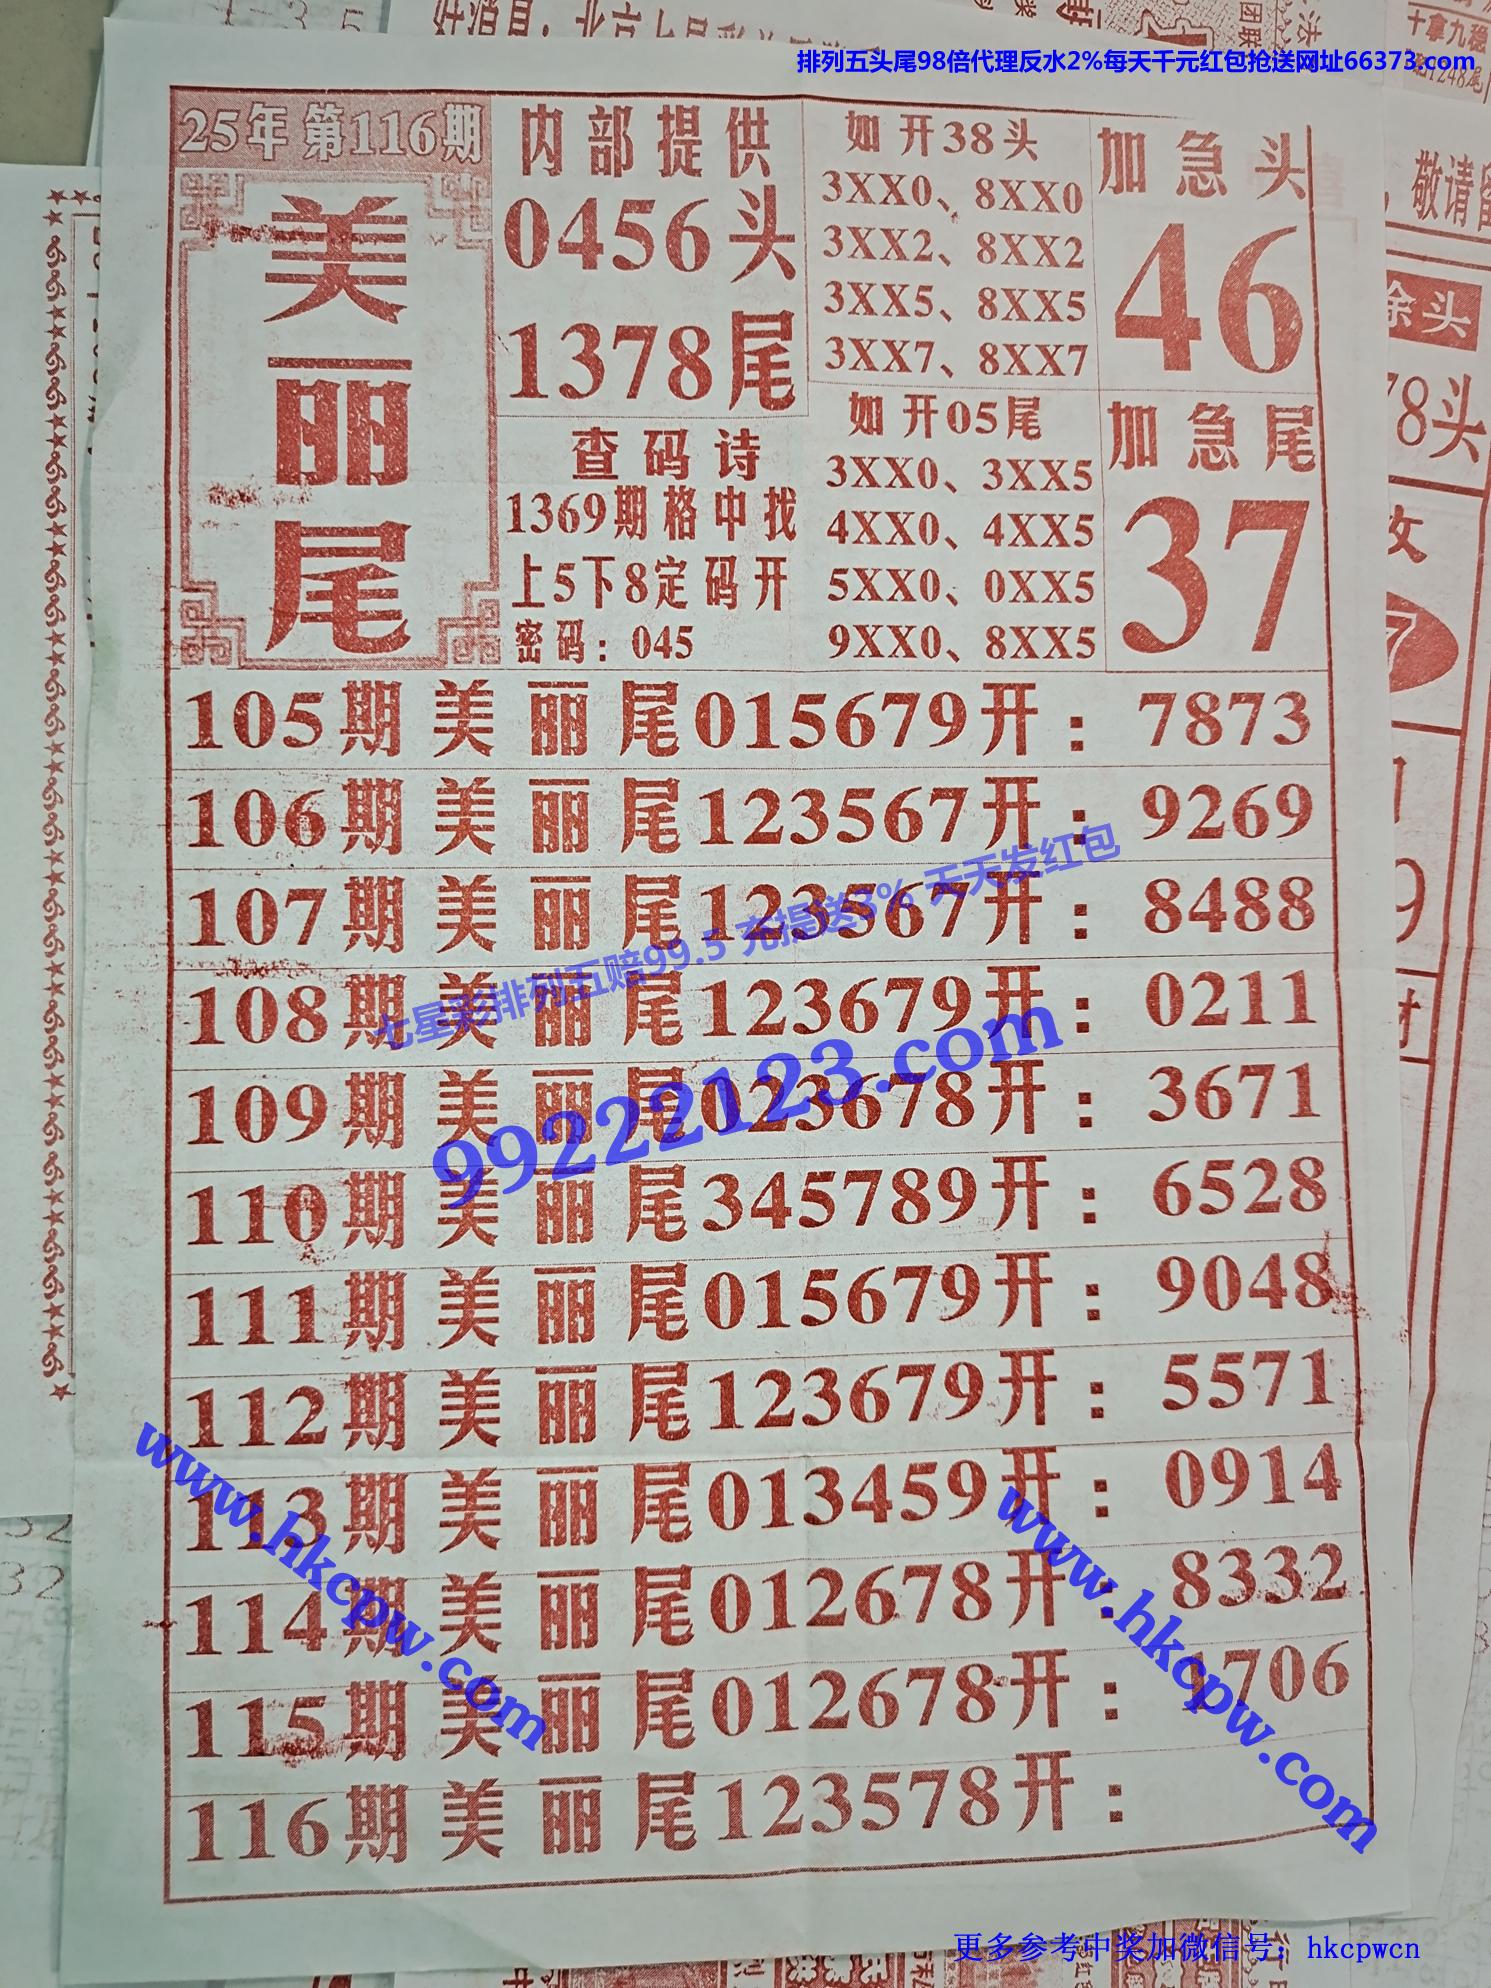 排列五头尾98倍代理反水2%每天千元红包抢送网址66373.com
十拿九稳
25年 第116期
美丽尾
内部提供
0456头
1378尾
查码诗
1369期格中找
上5下8定码开
密码：045
如开38头
3XX0、8XX0
3XX2、8XX2
3XX5、8XX5
3XX7、8XX7
如开05尾
3XX0、3XX5
4XX0、4XX5
5XX0、0XX5
9XX0、8XX5
加急头
46
加急尾
37
105期美丽尾015679开：7873
106期美丽尾123567开：9269
107期美丽尾123567开：8488
108期美丽尾123679开：0211
109期美丽尾023678开：3671
110期美丽尾345789开：6528
111期美丽尾015679开：9048
112期美丽尾123679开：5571
113期美丽尾013459开：0914
114期美丽尾012678开：8332
115期美丽尾012678开：1706
116期美丽尾123578开：
七星彩排列五赔99.5 充提送3% 天天发红包
99222123.com
www.hkcpw.com
www.hkcpw.com
，敬请留
78头
更多参考中奖加微信号：hkcpwcn